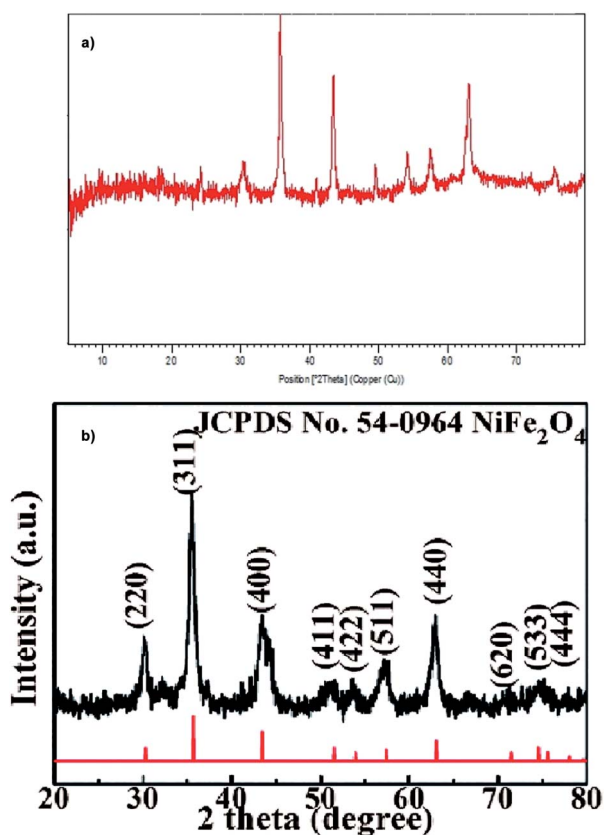 a)
10 20 30 40 50 60 70
Position [°2Theta] (Copper (Cu))
b)
JCPDS No. 54-0964 NiFe₂O₄
Intensity (a.u.)
(220)
(311)
(400)
(411)
(422)
(511)
(440)
(620)
(533)
(444)
20 30 40 50 60 70 80
2 theta (degree)